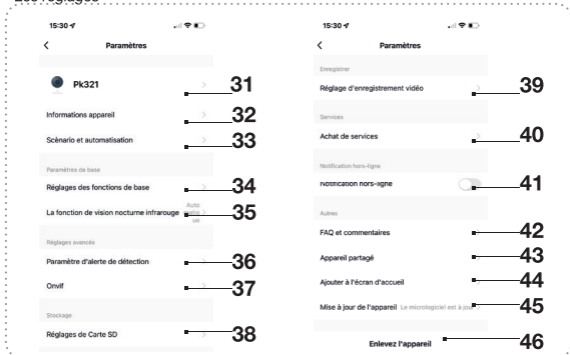 Les réglages
15:30
Paramètres
Pk321
31
Informations appareil
32
Scénario et automatisation
33
Paramètres de base
Réglages des fonctions de base
34
La fonction de vision nocturne infrarouge
35
Réglages avancés
Paramètre d'alerte de détection
36
Onvif
37
Stockage
Réglages de Carte SD
38
15:30
Paramètres
Enregistrer
Réglage d'enregistrement vidéo
39
Services
Achat de services
40
Notification hors-ligne
Notification hors-ligne
41
Autres
FAQ et commentaires
42
Appareil partagé
43
Ajouter à l'écran d'accueil
44
Mise à jour de l'appareil Le micrologiciel est à jour
45
Enlevez l'appareil
46